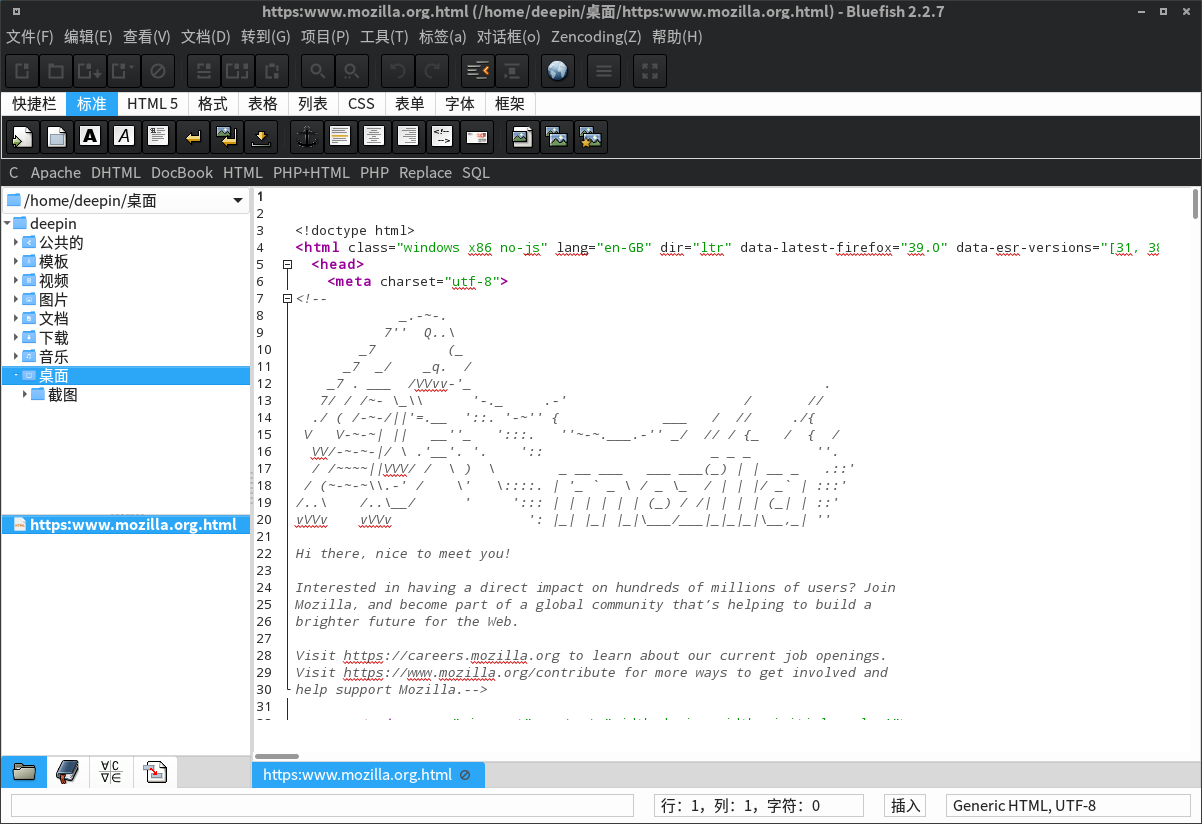 https:www.mozilla.org.html (/home/deepin/桌面/https:www.mozilla.org.html) - Bluefish 2.2.7
文件(F) 编辑(E) 查看(V) 文档(D) 转到(G) 项目(P) 工具(T) 标签(a) 对话框(o) Zencoding(Z) 帮助(H)
快捷栏 标准 HTML 5 格式 表格 列表 CSS 表单 字体 框架
C Apache DHTML DocBook HTML PHP+HTML PHP Replace SQL
/home/deepin/桌面
deepin
公共的
模板
视频
图片
文档
下载
音乐
桌面
截图
https:www.mozilla.org.html
1
2
3 <!doctype html>
4 <html class="windows x86 no-js" lang="en-GB" dir="ltr" data-latest-firefox="39.0" data-esr-versions="[31, 38
5   <head>
6     <meta charset="utf-8">
7 <!--
8              _.-~-.
9            7''  Q..\
10         _7         (_
11       _7  _/    _q.  /
12     _7 . ___  /VVvv-'_                                            .
13    7/ / /~- \_\\      '-._     .-'                      /       //
14   ./ ( /-~-/||'=.__  '::. '-~'' {             ___   /  //     ./{
15  V   V-~-~| ||   __''_   ':::.   ''~-~.___.-'' _/  // / {_   /  {  /
16   VV/-~-~-|/ \ .'__'. '.    '::                     _ _ _        ''.
17   / /~~~~||VVV/ /  \ )  \        _ __ ___   ___ ___(_) | | __ _   .::'
18  / (~-~-~\\.-' /    \'   \::::. | '_ ` _ \ / _ \_  / | | |/ _` | :::'
19 /..\    /..\__/      '     '::: | | | | | | (_) / /| | | | (_| | ::'
20 vVVv    vVVv                 ': |_| |_| |_|\___/___|_|_|_|\__,_| ''
21
22 Hi there, nice to meet you!
23
24 Interested in having a direct impact on hundreds of millions of users? Join
25 Mozilla, and become part of a global community that’s helping to build a
26 brighter future for the Web.
27
28 Visit https://careers.mozilla.org to learn about our current job openings.
29 Visit https://www.mozilla.org/contribute for more ways to get involved and
30 help support Mozilla.-->
31
https:www.mozilla.org.html
行：1，列：1，字符：0 插入 Generic HTML, UTF-8